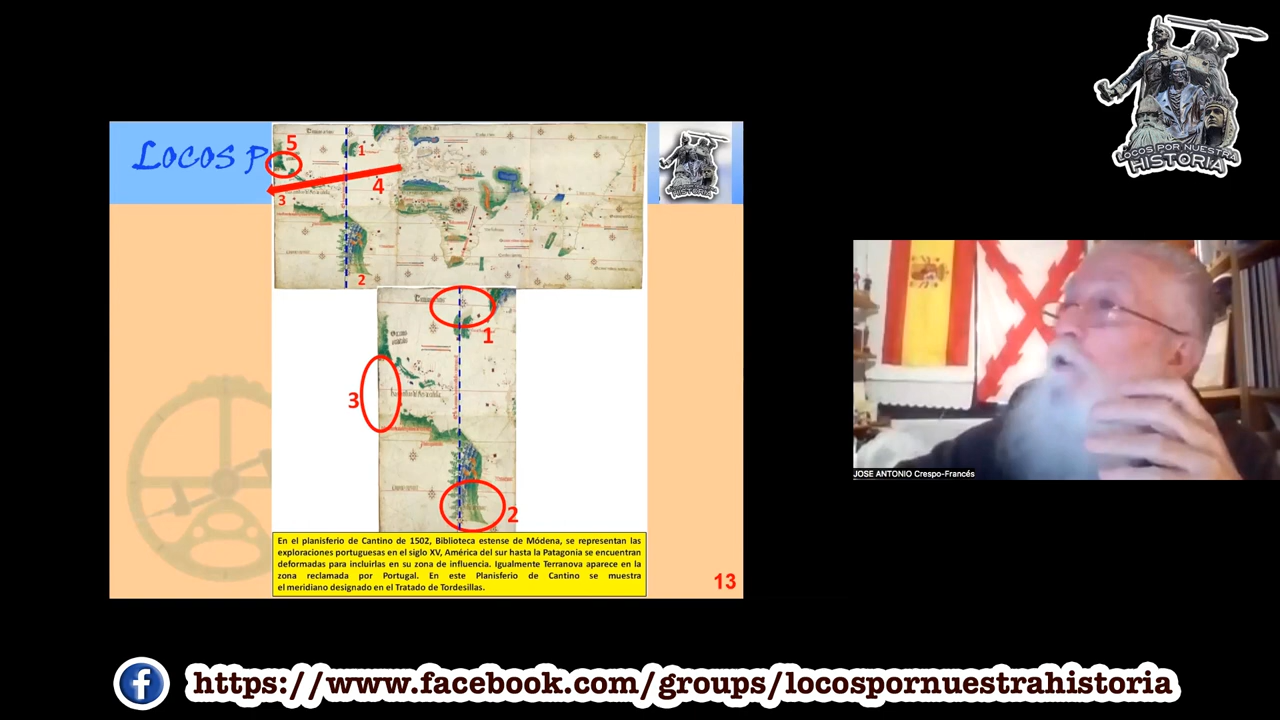 LOCOS POR NUESTRA
HISTORIA
Locos p
5
1
4
3
2
1
3
2
En el planisferio de Cantino de 1502, Biblioteca estense de Módena, se representan las
exploraciones portuguesas en el siglo XV, América del sur hasta la Patagonia se encuentran
deformadas para incluirlas en su zona de influencia. Igualmente Terranova aparece en la
zona reclamada por Portugal. En este Planisferio de Cantino se muestra
el meridiano designado en el Tratado de Tordesillas.
13
JOSE ANTONIO Crespo-Francés
f
https://www.facebook.com/groups/locospornuestrahistoria